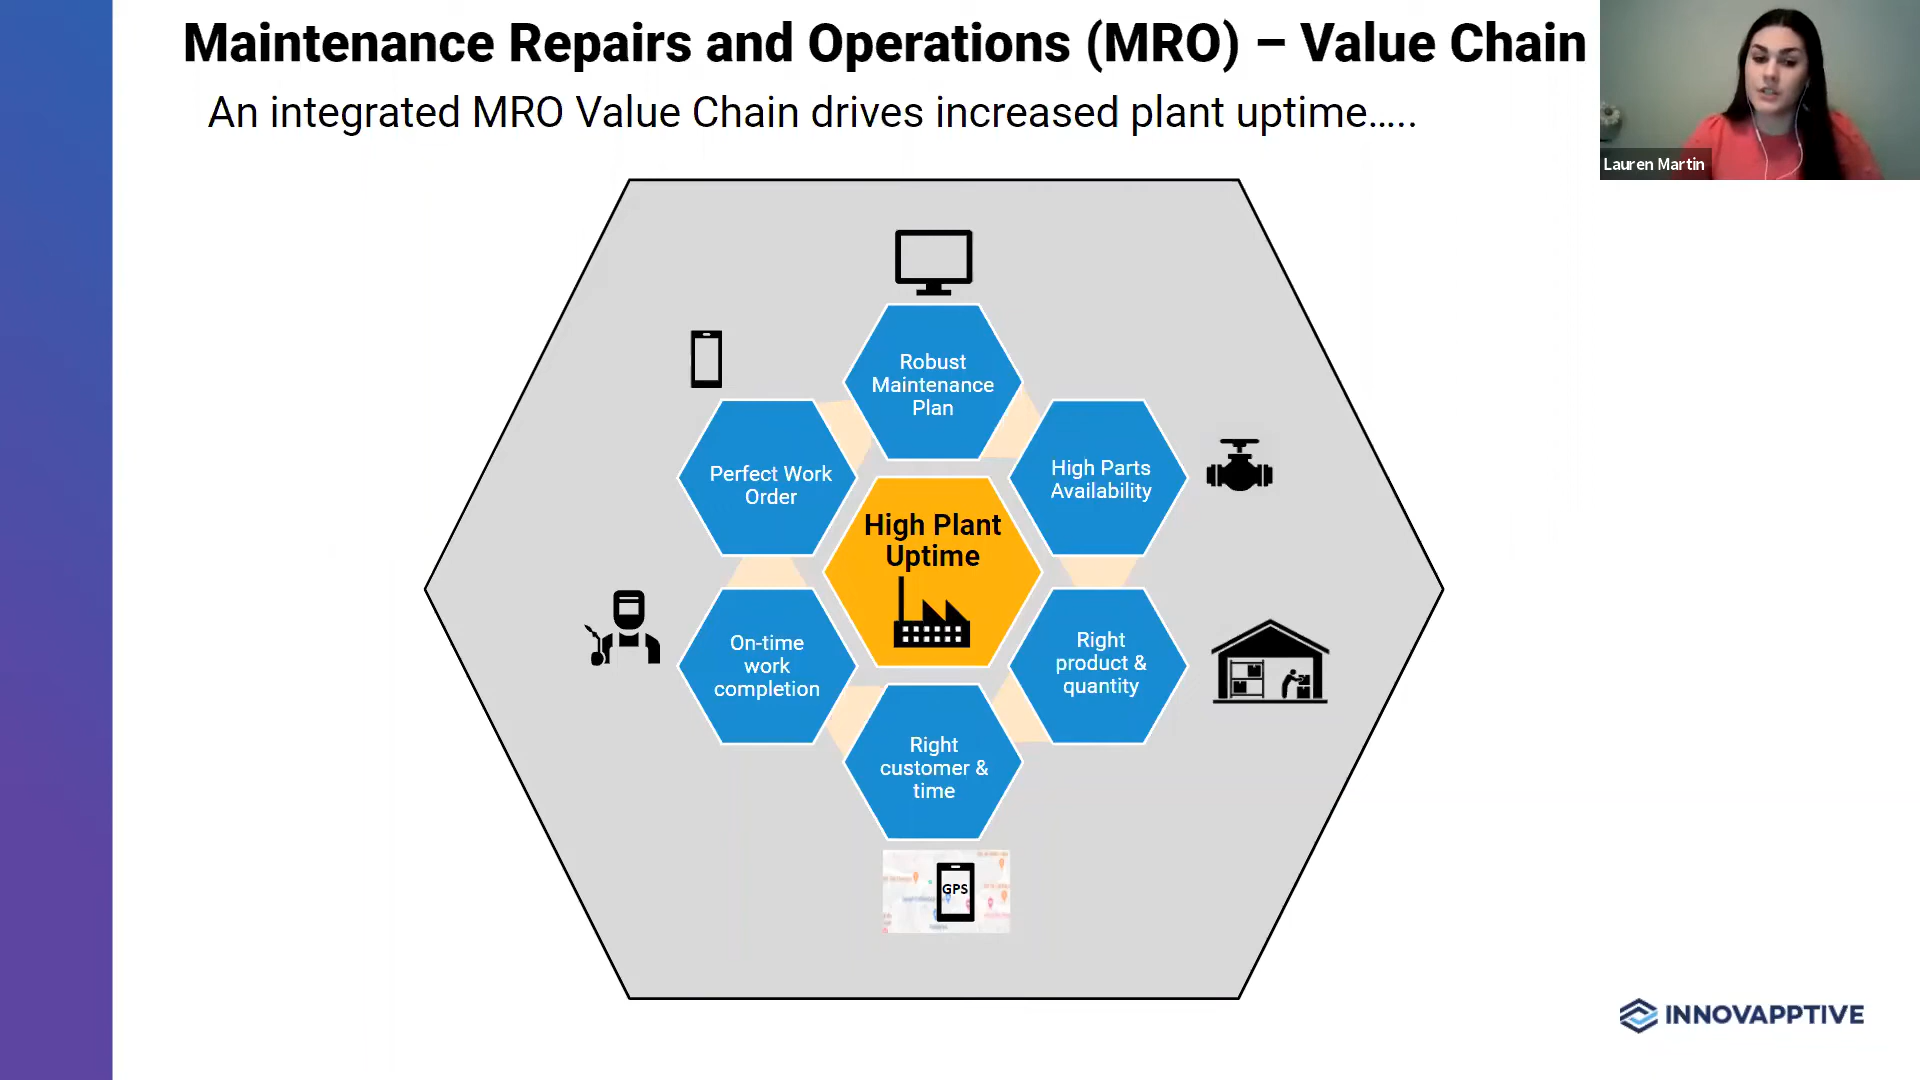 Maintenance Repairs and Operations (MRO) – Value Chain
An integrated MRO Value Chain drives increased plant uptime.....
Lauren Martin
Robust
Maintenance
Plan
Perfect Work
Order
High Parts
Availability
High Plant
Uptime
On-time
work
completion
Right
product &
quantity
Right
customer &
time
GPS
INNOVAPPTIVE